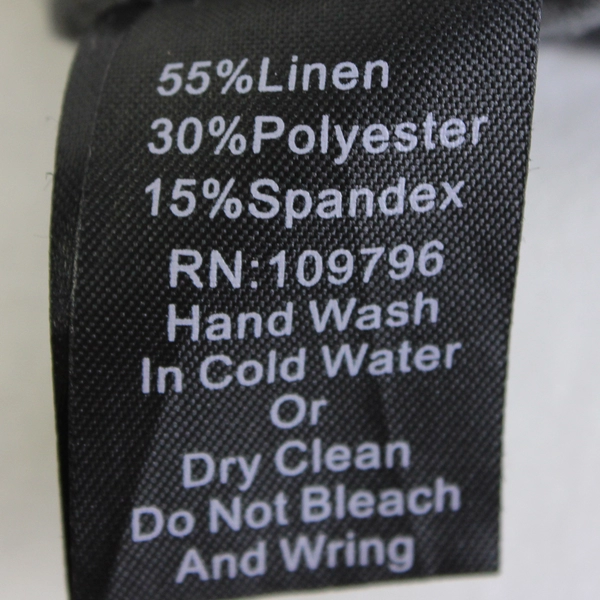 55%Linen
30%Polyester
15%Spandex
RN:109796
Hand Wash
In Cold Water
Or
Dry Clean
Do Not Bleach
And Wring